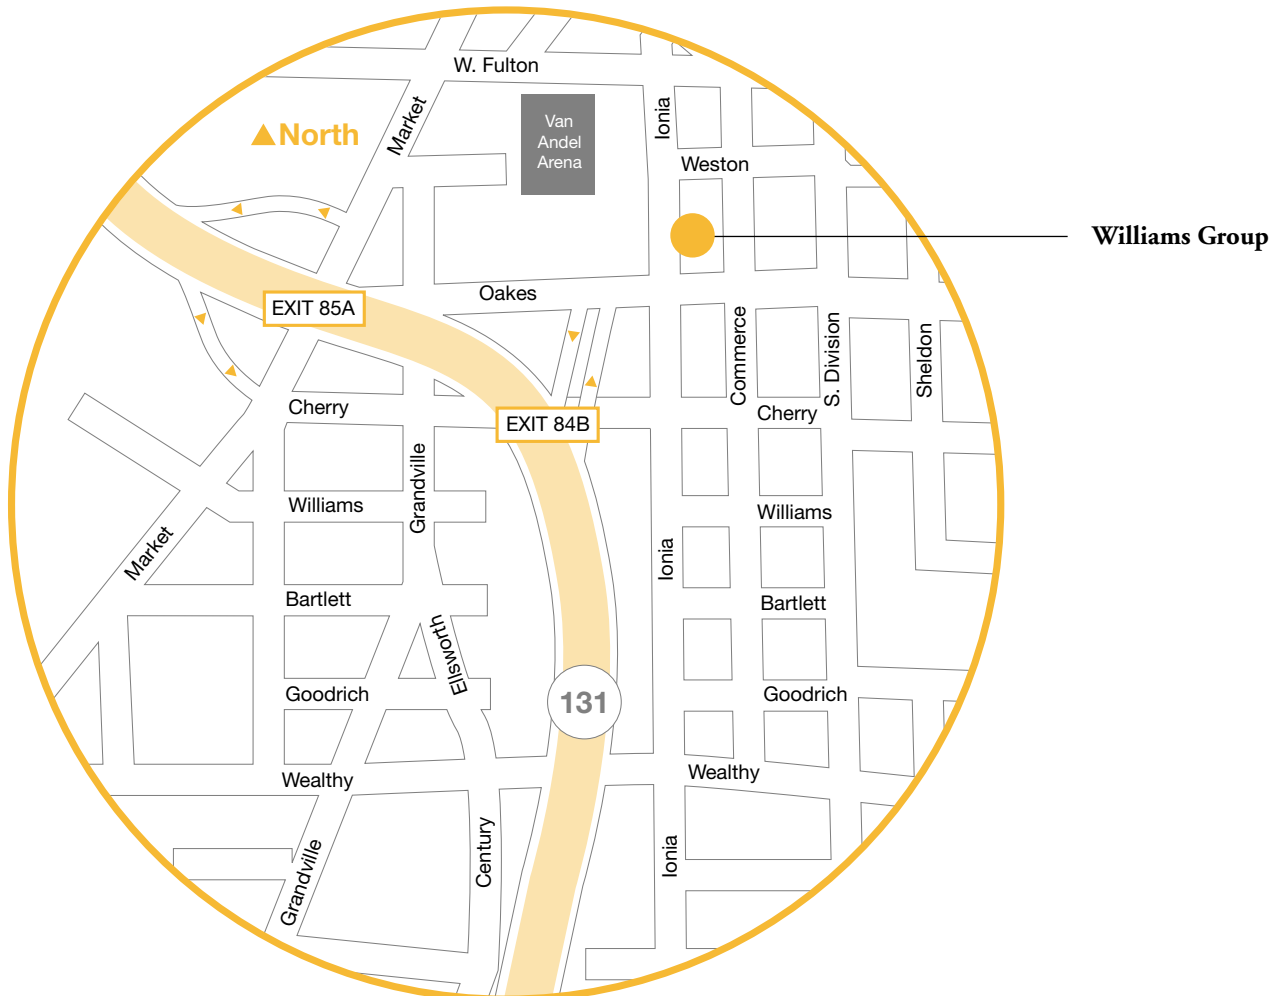 W. Fulton
Market
Ionia
▲North
Van
Andel
Arena
Weston
Williams Group
Oakes
EXIT 85A
Commerce
S. Division
Sheldon
Cherry
Cherry
EXIT 84B
Grandville
Williams
Williams
Market
Ionia
Bartlett
Bartlett
Ellsworth
Goodrich
Goodrich
131
Wealthy
Wealthy
Century
Ionia
Grandville